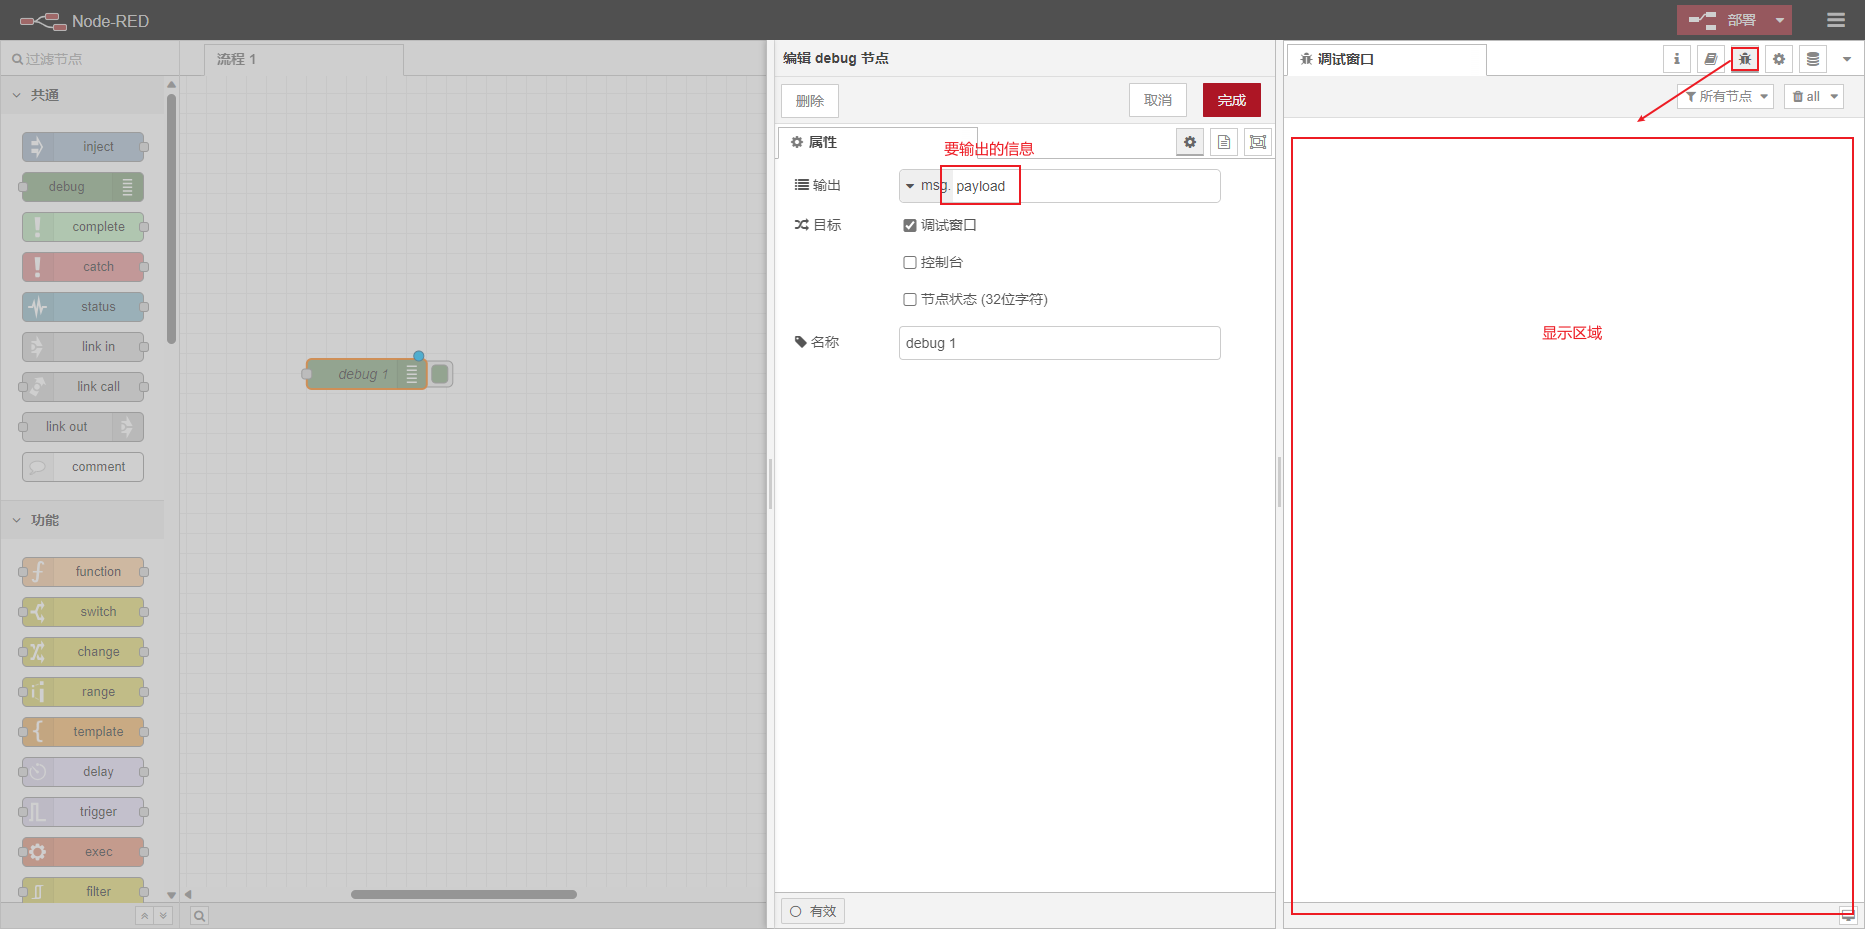 Node-RED
部署
过滤节点
共通
inject
debug
complete
catch
status
link in
link call
link out
comment
功能
function
switch
change
range
template
delay
trigger
exec
filter
流程 1
debug 1
编辑 debug 节点
删除
取消
完成
属性
要输出的信息
输出
msg. payload
目标
调试窗口
控制台
节点状态 (32位字符)
名称
debug 1
有效
调试窗口
所有节点
all
显示区域